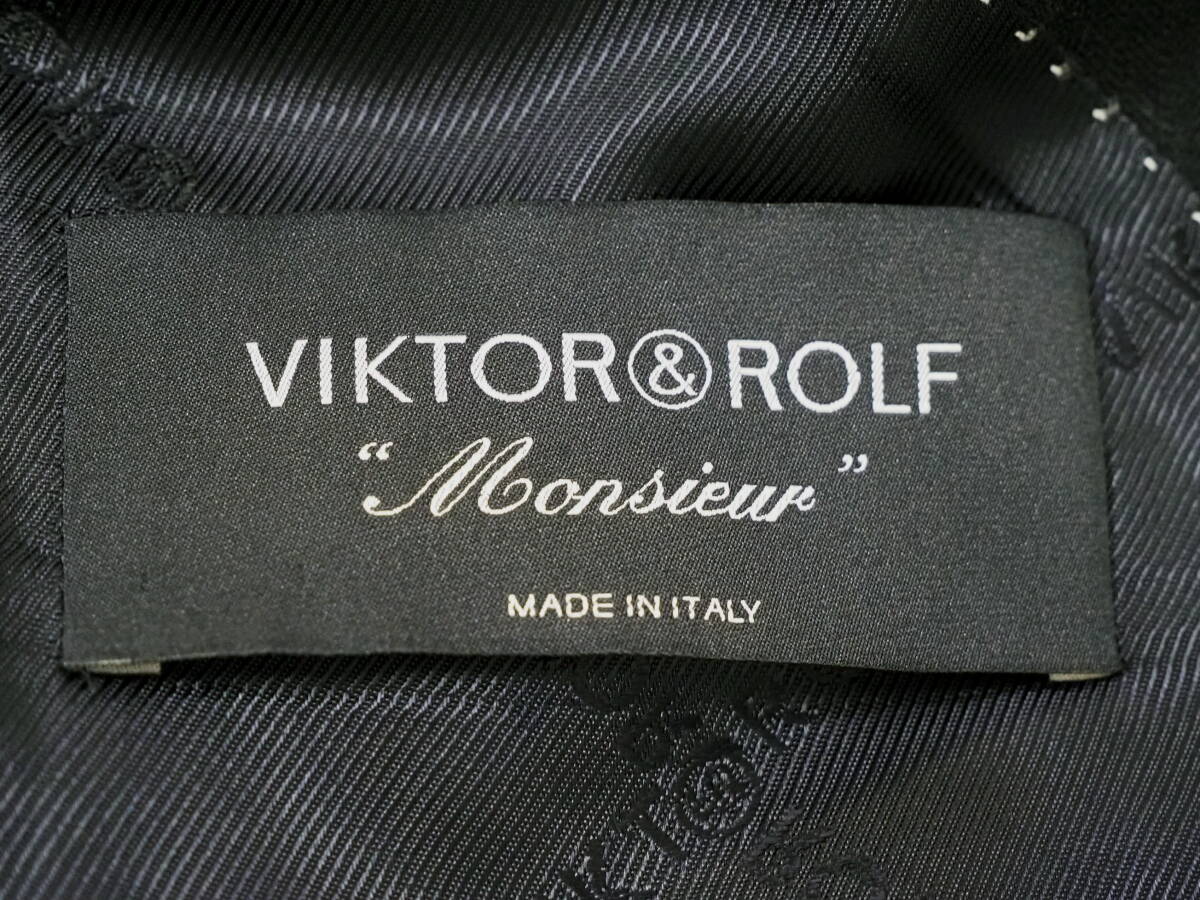 VIKTOR&ROLF
“Monsieur”
MADE IN ITALY